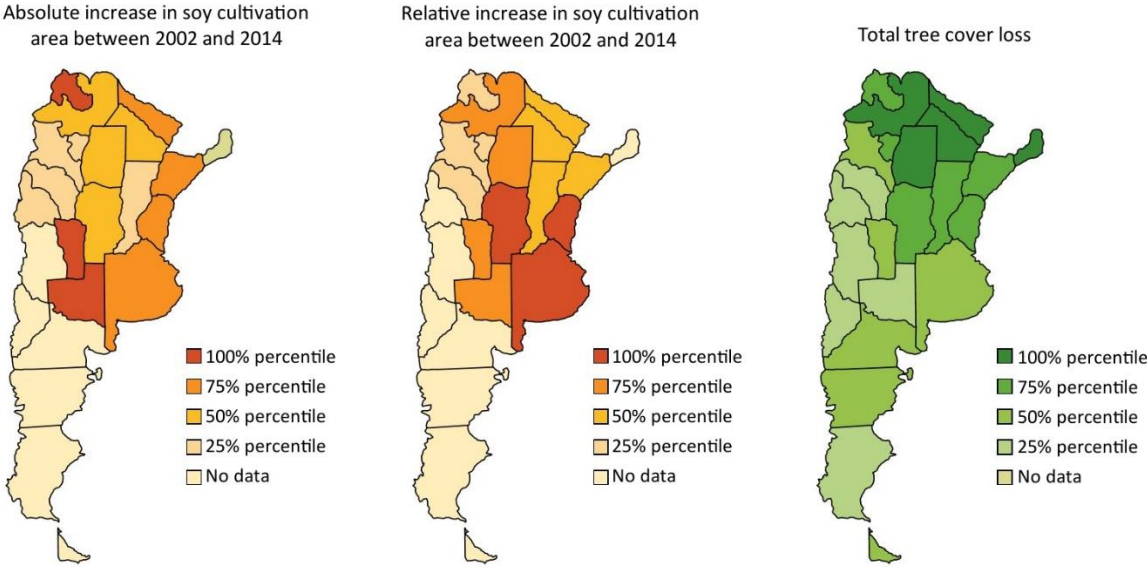 Absolute increase in soy cultivation
area between 2002 and 2014
Relative increase in soy cultivation
area between 2002 and 2014
Total tree cover loss
100% percentile
75% percentile
50% percentile
25% percentile
No data
100% percentile
75% percentile
50% percentile
25% percentile
No data
100% percentile
75% percentile
50% percentile
25% percentile
No data